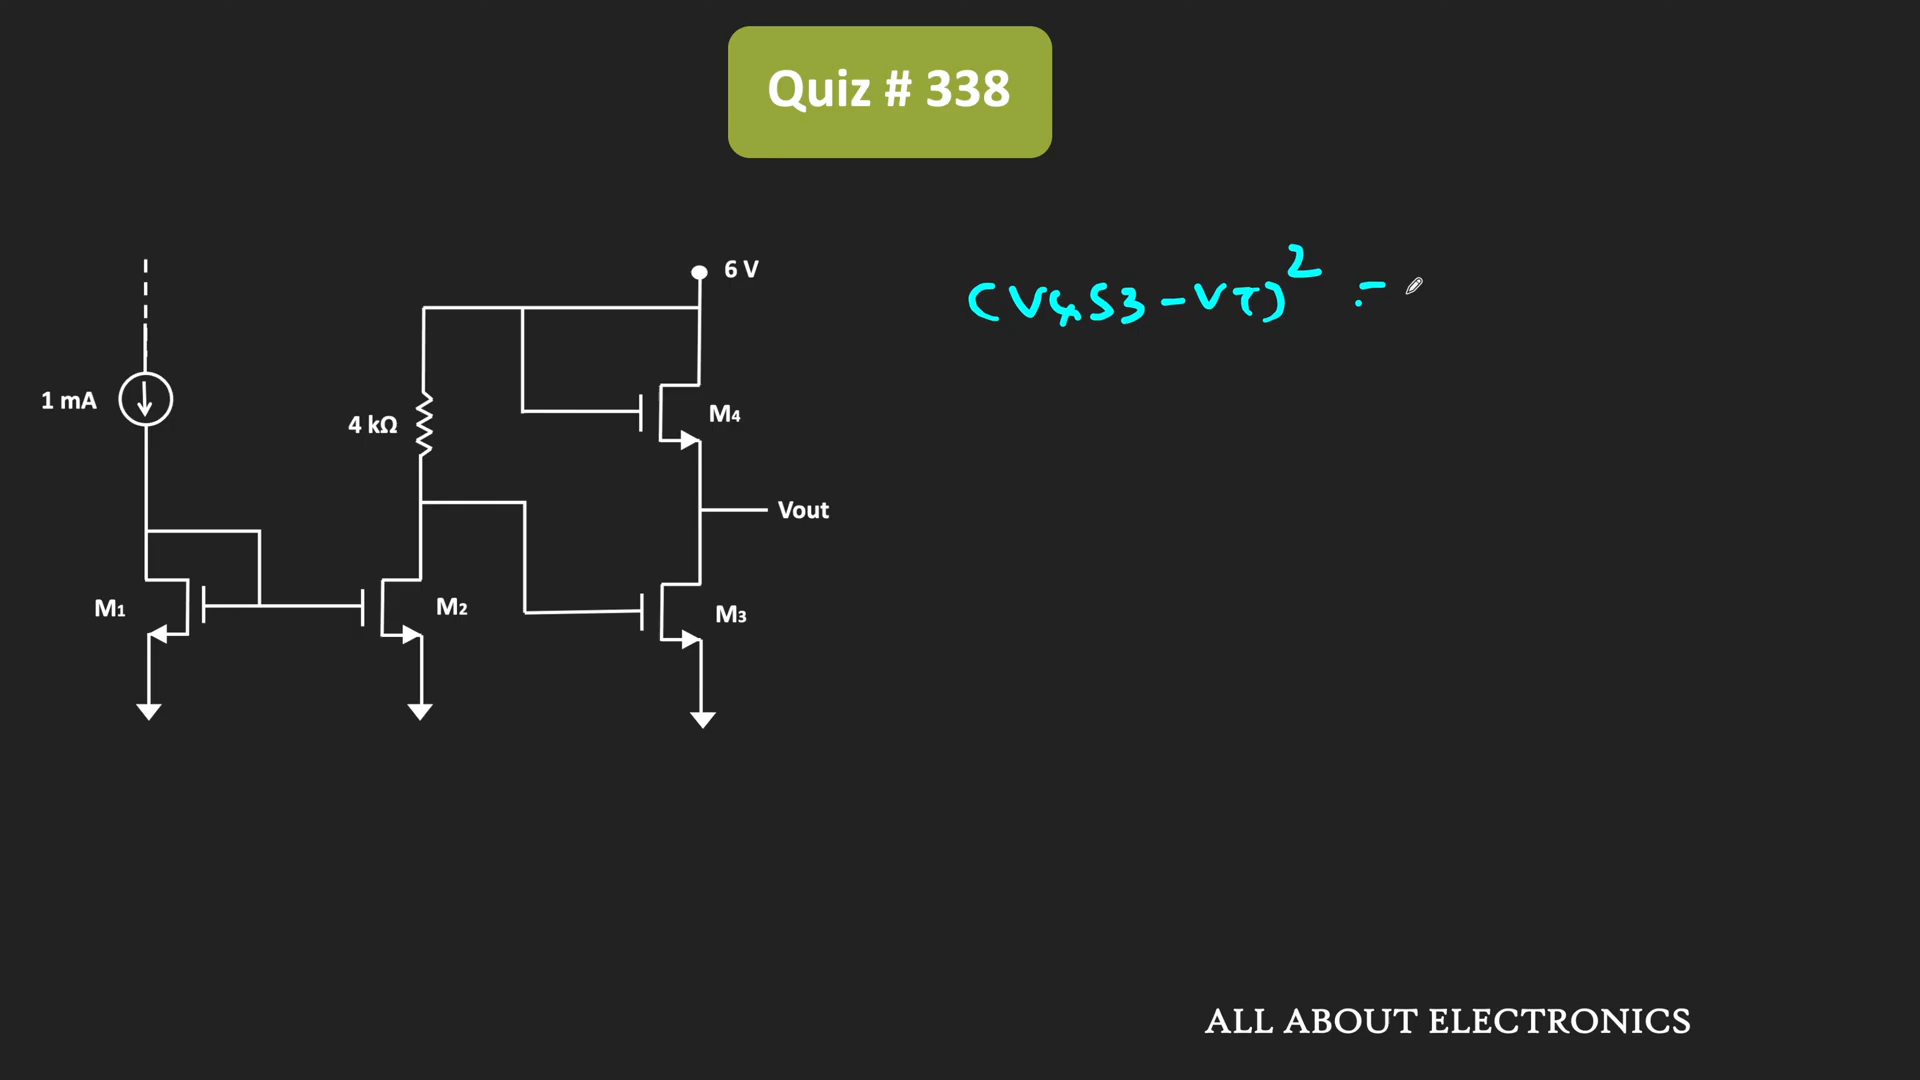 Quiz # 338
6 V
(VGS3 - VT)² =
1 mA
4 kΩ
M4
Vout
M1
M2
M3
ALL ABOUT ELECTRONICS